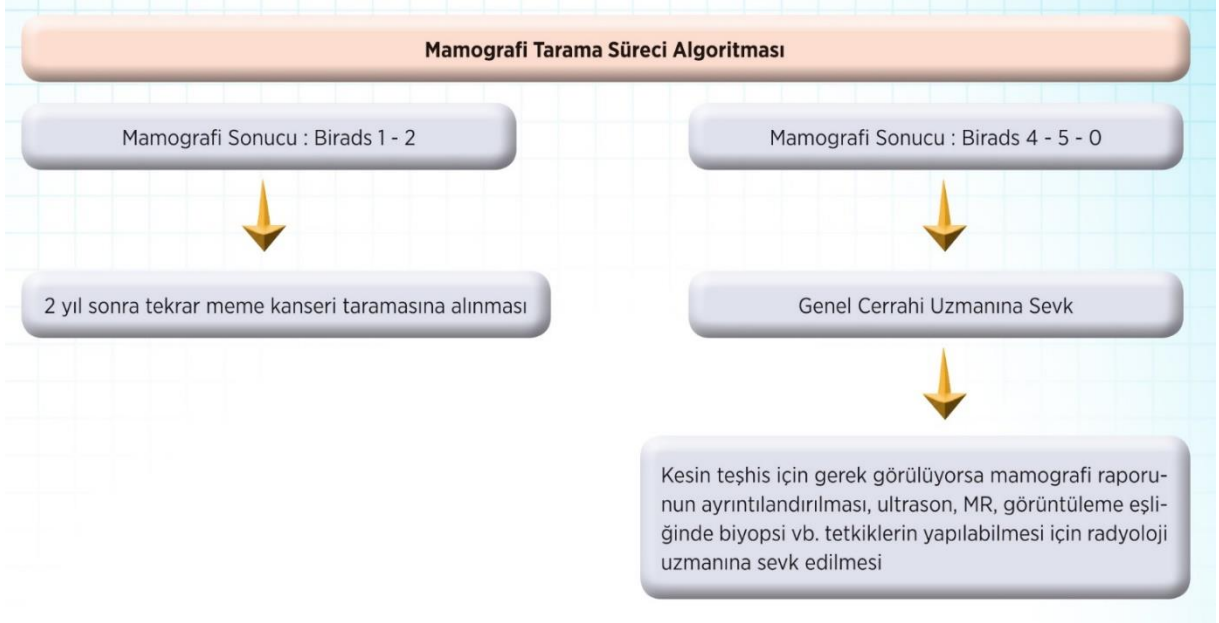 Mamografi Tarama Süreci Algoritması
Mamografi Sonucu : Birads 1 - 2
2 yıl sonra tekrar meme kanseri taramasına alınması
Mamografi Sonucu : Birads 4 - 5 - 0
Genel Cerrahi Uzmanına Sevk
Kesin teşhis için gerek görülüyorsa mamografi raporu-
nun ayrıntılandırılması, ultrason, MR, görüntüleme eşli-
ğinde biyopsi vb. tetkiklerin yapılabilmesi için radyoloji
uzmanına sevk edilmesi